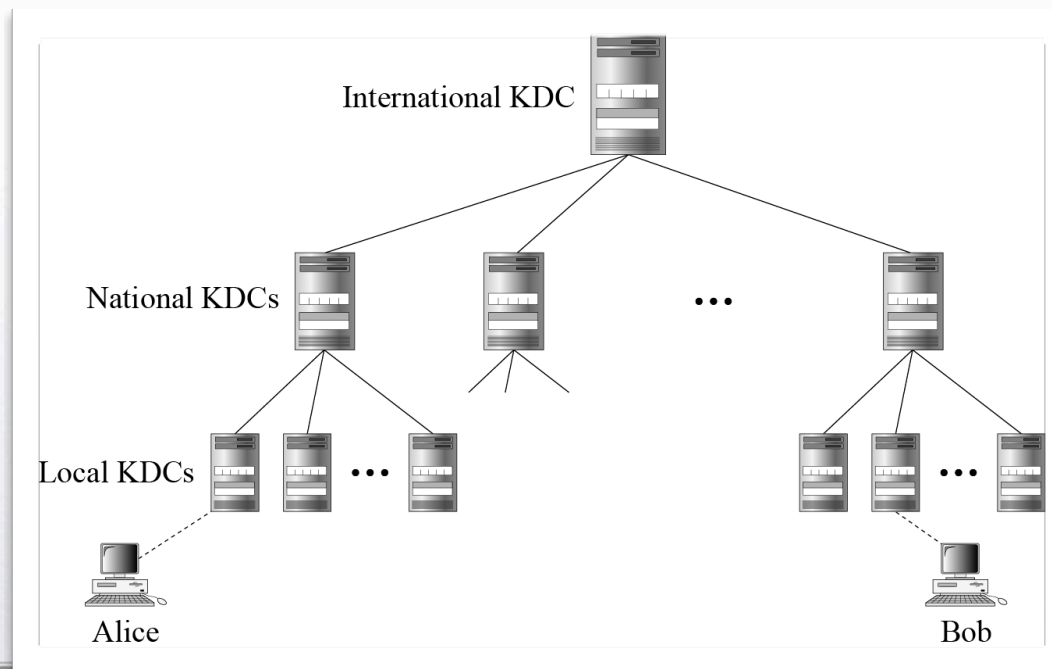 International KDC
National KDCs
Local KDCs
Alice
Bob